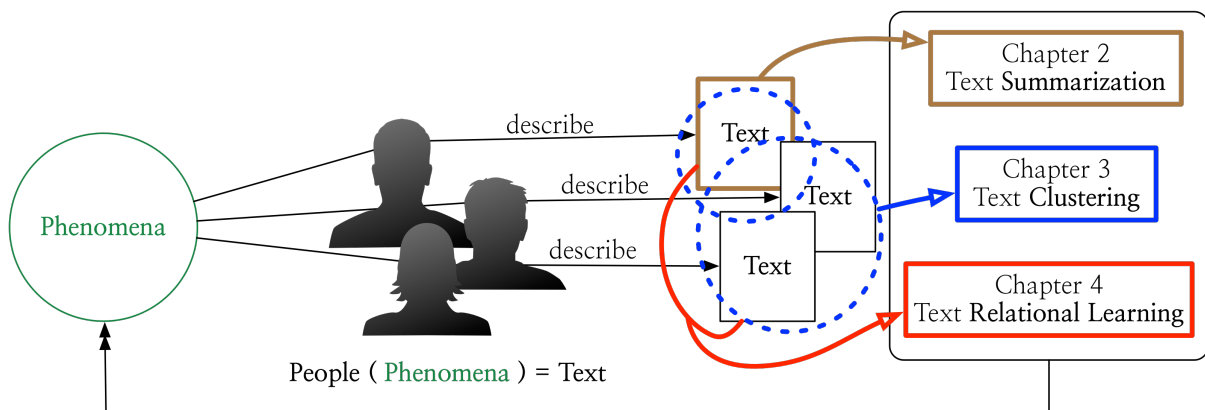 Phenomena
describe
describe
describe
People ( Phenomena ) = Text
Text
Text
Text
Chapter 2
Text Summarization
Chapter 3
Text Clustering
Chapter 4
Text Relational Learning